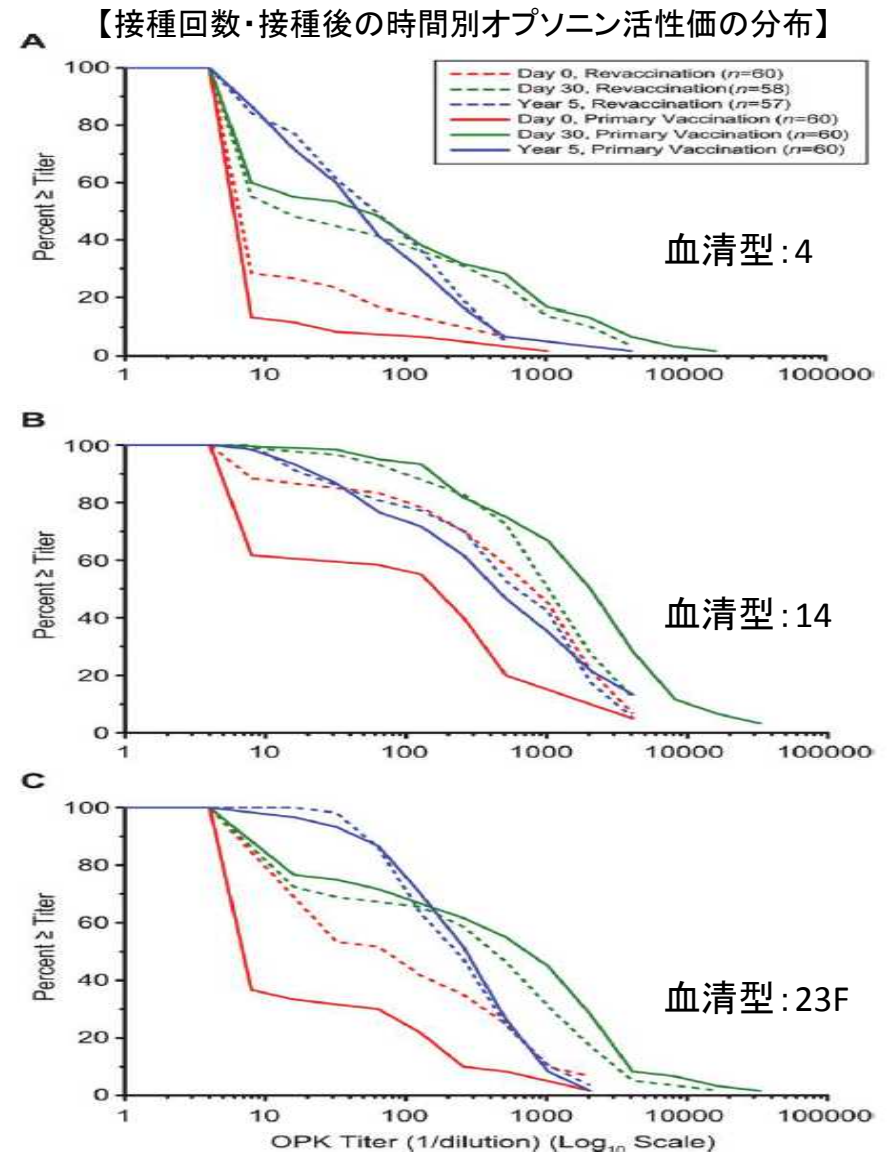 【接種回数・接種後の時間別オプソニン活性価の分布】
A
Percent ≥ Titer
100
80
60
40
20
0
1 10 100 1000 10000 100000
Day 0, Revaccination (n=60)
Day 30, Revaccination(n=58)
Year 5, Revaccination (n=57)
Day 0, Primary Vaccination (n=60)
Day 30, Primary Vaccination (n=60)
Year 5, Primary Vaccination (n=60)
血清型:4
B
Percent ≥ Titer
100
80
60
40
20
0
1 10 100 1000 10000 100000
血清型:14
C
Percent ≥ Titer
100
80
60
40
20
0
1 10 100 1000 10000 100000
血清型:23F
OPK Titer (1/dilution) (Log10 Scale)